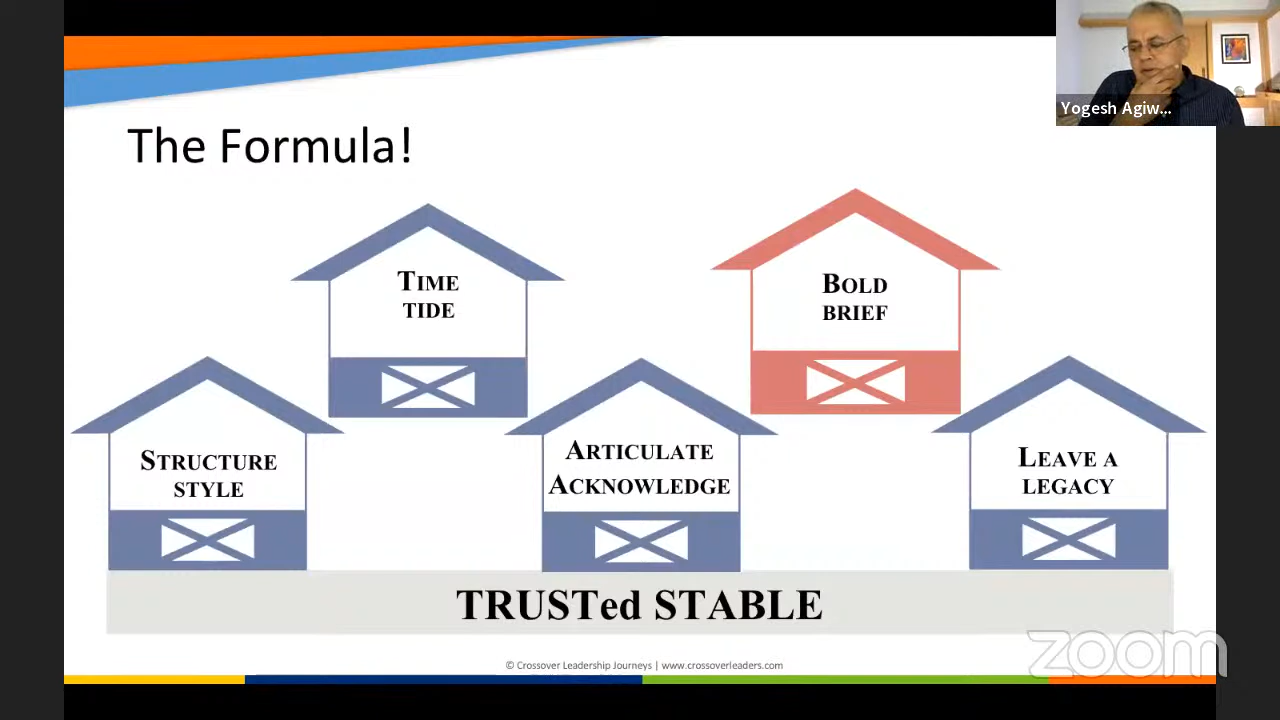 Yogesh Agiw...
The Formula!
TIME
TIDE
BOLD
BRIEF
STRUCTURE
STYLE
ARTICULATE
ACKNOWLEDGE
LEAVE A
LEGACY
TRUSTed STABLE
© Crossover Leadership Journeys | www.crossoverleaders.com
zoom